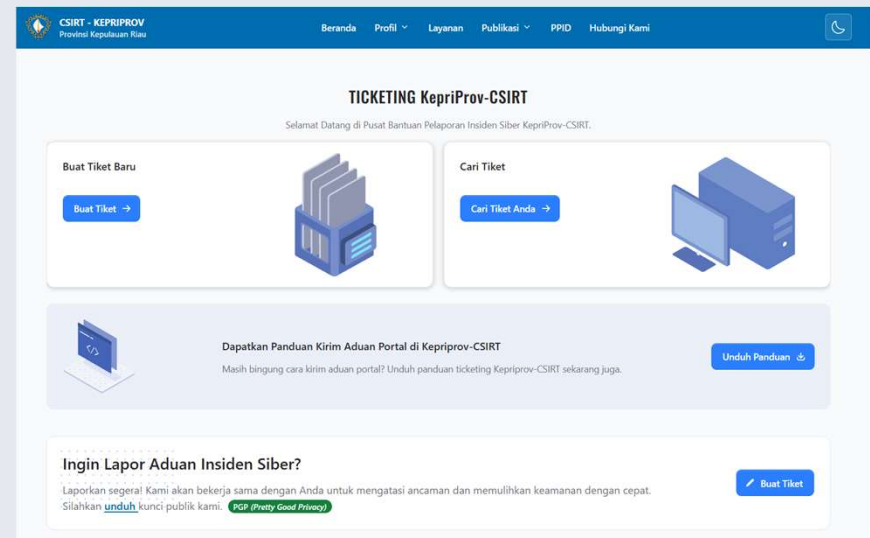 CSIRT - KEPRIPROV
Provinsi Kepulauan Riau
Beranda Profil Layanan Publikasi PPID Hubungi Kami
TICKETING KepriProv-CSIRT
Selamat Datang di Pusat Bantuan Pelaporan Insiden Siber KepriProv-CSIRT.
Buat Tiket Baru
Buat Tiket →
Cari Tiket
Cari Tiket Anda →
</>
Dapatkan Panduan Kirim Aduan Portal di Kepriprov-CSIRT
Masih bingung cara kirim aduan portal? Unduh panduan ticketing Kepriprov-CSIRT sekarang juga.
Unduh Panduan
Ingin Lapor Aduan Insiden Siber?
Laporkan segera! Kami akan bekerja sama dengan Anda untuk mengatasi ancaman dan memulihkan keamanan dengan cepat.
Silahkan unduh kunci publik kami. PGP (Pretty Good Privacy)
Buat Tiket